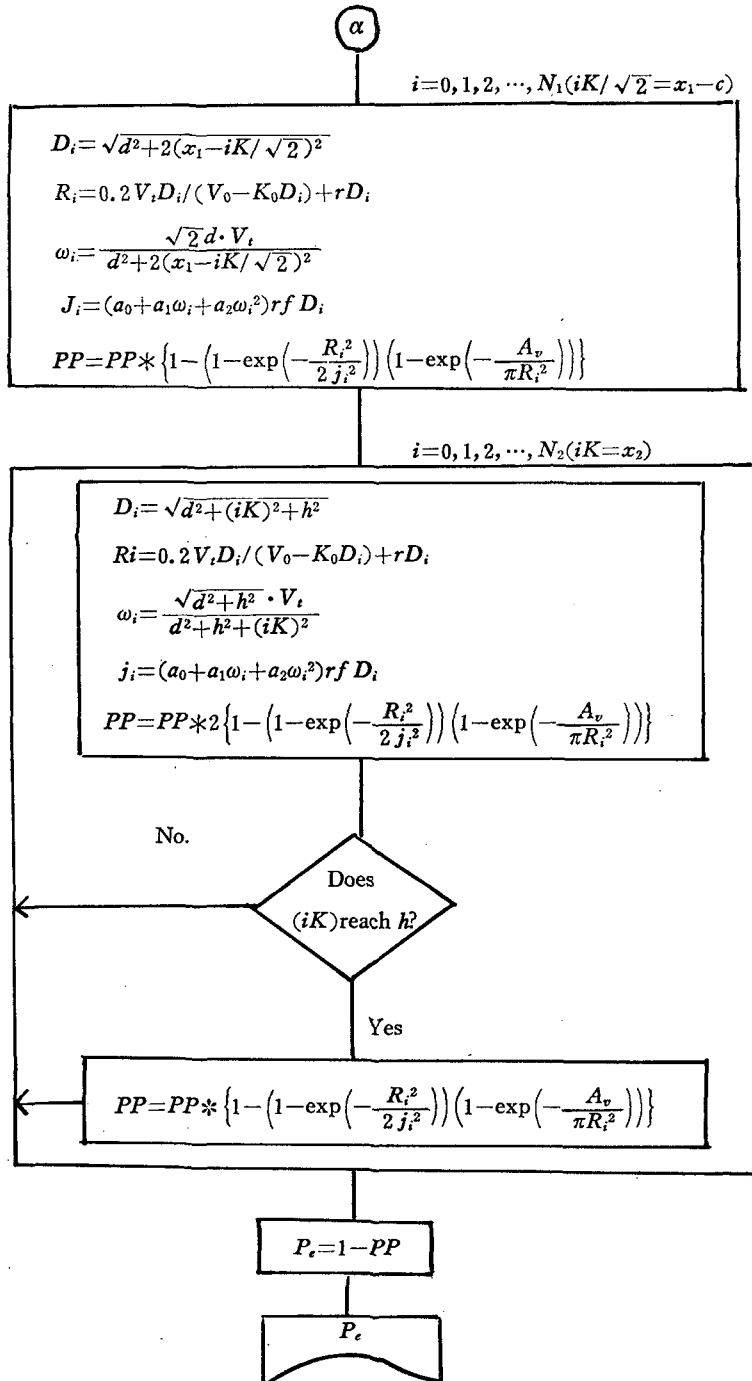 α
i=0, 1, 2, ⋯, N₁(iK/√2=x₁−c)
Dᵢ=√(d²+2(x₁−iK/√2)²)
Rᵢ=0.2VₜDᵢ/(V₀−K₀Dᵢ)+rDᵢ
ωᵢ=√2d·Vₜ/(d²+2(x₁−iK/√2)²)
Jᵢ=(a₀+a₁ωᵢ+a₂ωᵢ²)rfDᵢ
PP=PP*{1−(1−exp(−Rᵢ²/2jᵢ²))(1−exp(−Aᵥ/πRᵢ²))}
i=0, 1, 2, ⋯, N₂(iK=x₂)
Dᵢ=√(d²+(iK)²+h²)
Ri=0.2VₜDᵢ/(V₀−K₀Dᵢ)+rDᵢ
ωᵢ=√(d²+h²)·Vₜ/(d²+h²+(iK)²)
jᵢ=(a₀+a₁ωᵢ+a₂ωᵢ²)rfDᵢ
PP=PP*2{1−(1−exp(−Rᵢ²/2jᵢ²))(1−exp(−Aᵥ/πRᵢ²))}
No.
Does
(iK)reach h?
Yes
PP=PP*{1−(1−exp(−Rᵢ²/2jᵢ²))(1−exp(−Aᵥ/πRᵢ²))}
Pₑ=1−PP
Pₑ